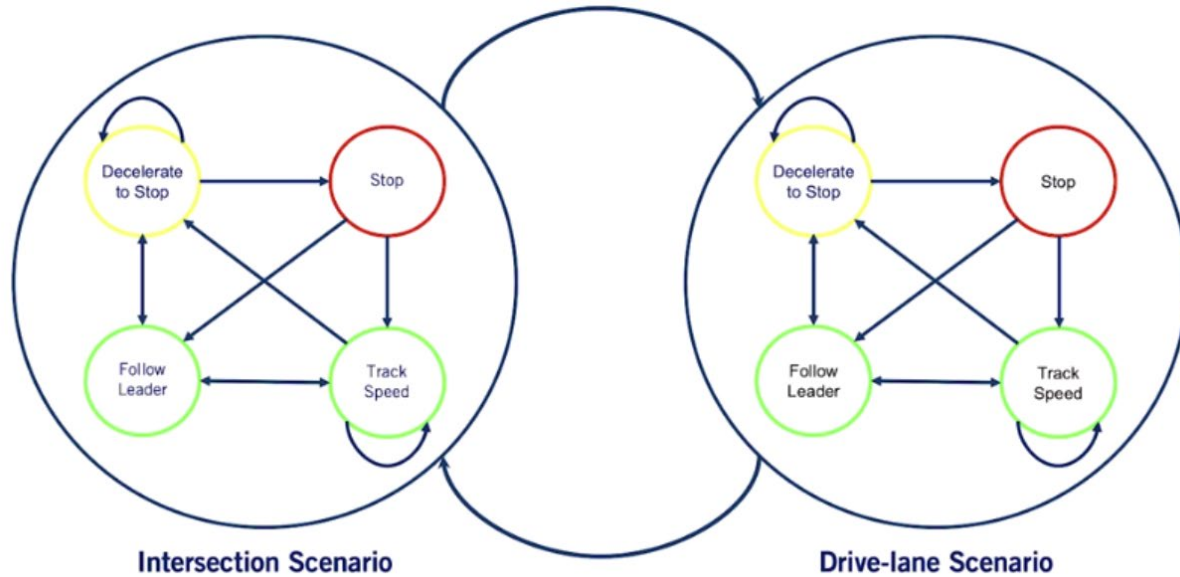 Decelerate
to Stop
Stop
Follow
Leader
Track
Speed
Intersection Scenario
Decelerate
to Stop
Stop
Follow
Leader
Track
Speed
Drive-lane Scenario